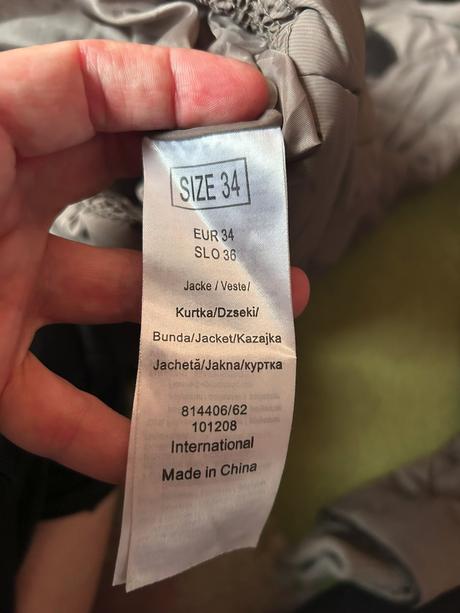 SIZE 34
EUR 34
SLO 36
Jacke / Veste/
Kurtka/Dzseki/
Bunda/Jacket/Kazajka
Jachetă/Jakna/куртка
814406/62
101208
International
Made in China